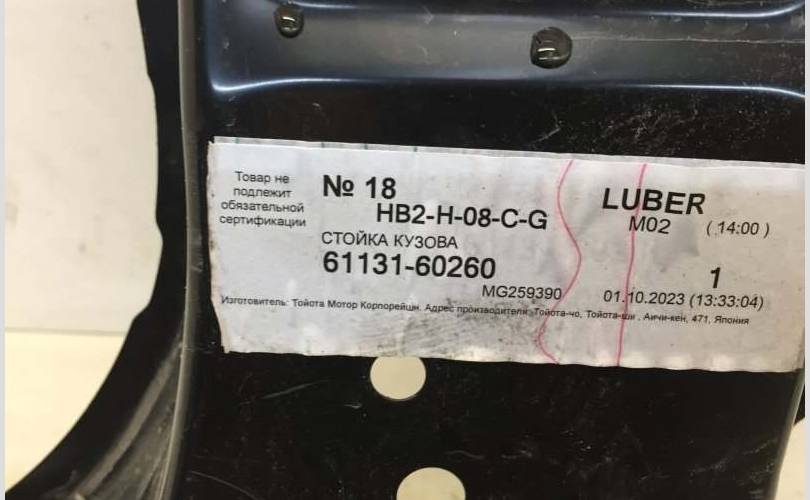 Товар не
подлежит
обязательной
сертификации
№ 18
HB2-H-08-C-G
СТОЙКА КУЗОВА
61131-60260
MG259390
LUBER
M02 ( 14:00 )
1
01.10.2023 (13:33:04)
Изготовитель: Тойота Мотор Корпорейшн. Адрес производителя: Тойота-чо, Тойота-ши , Аичи-кен, 471, Япония